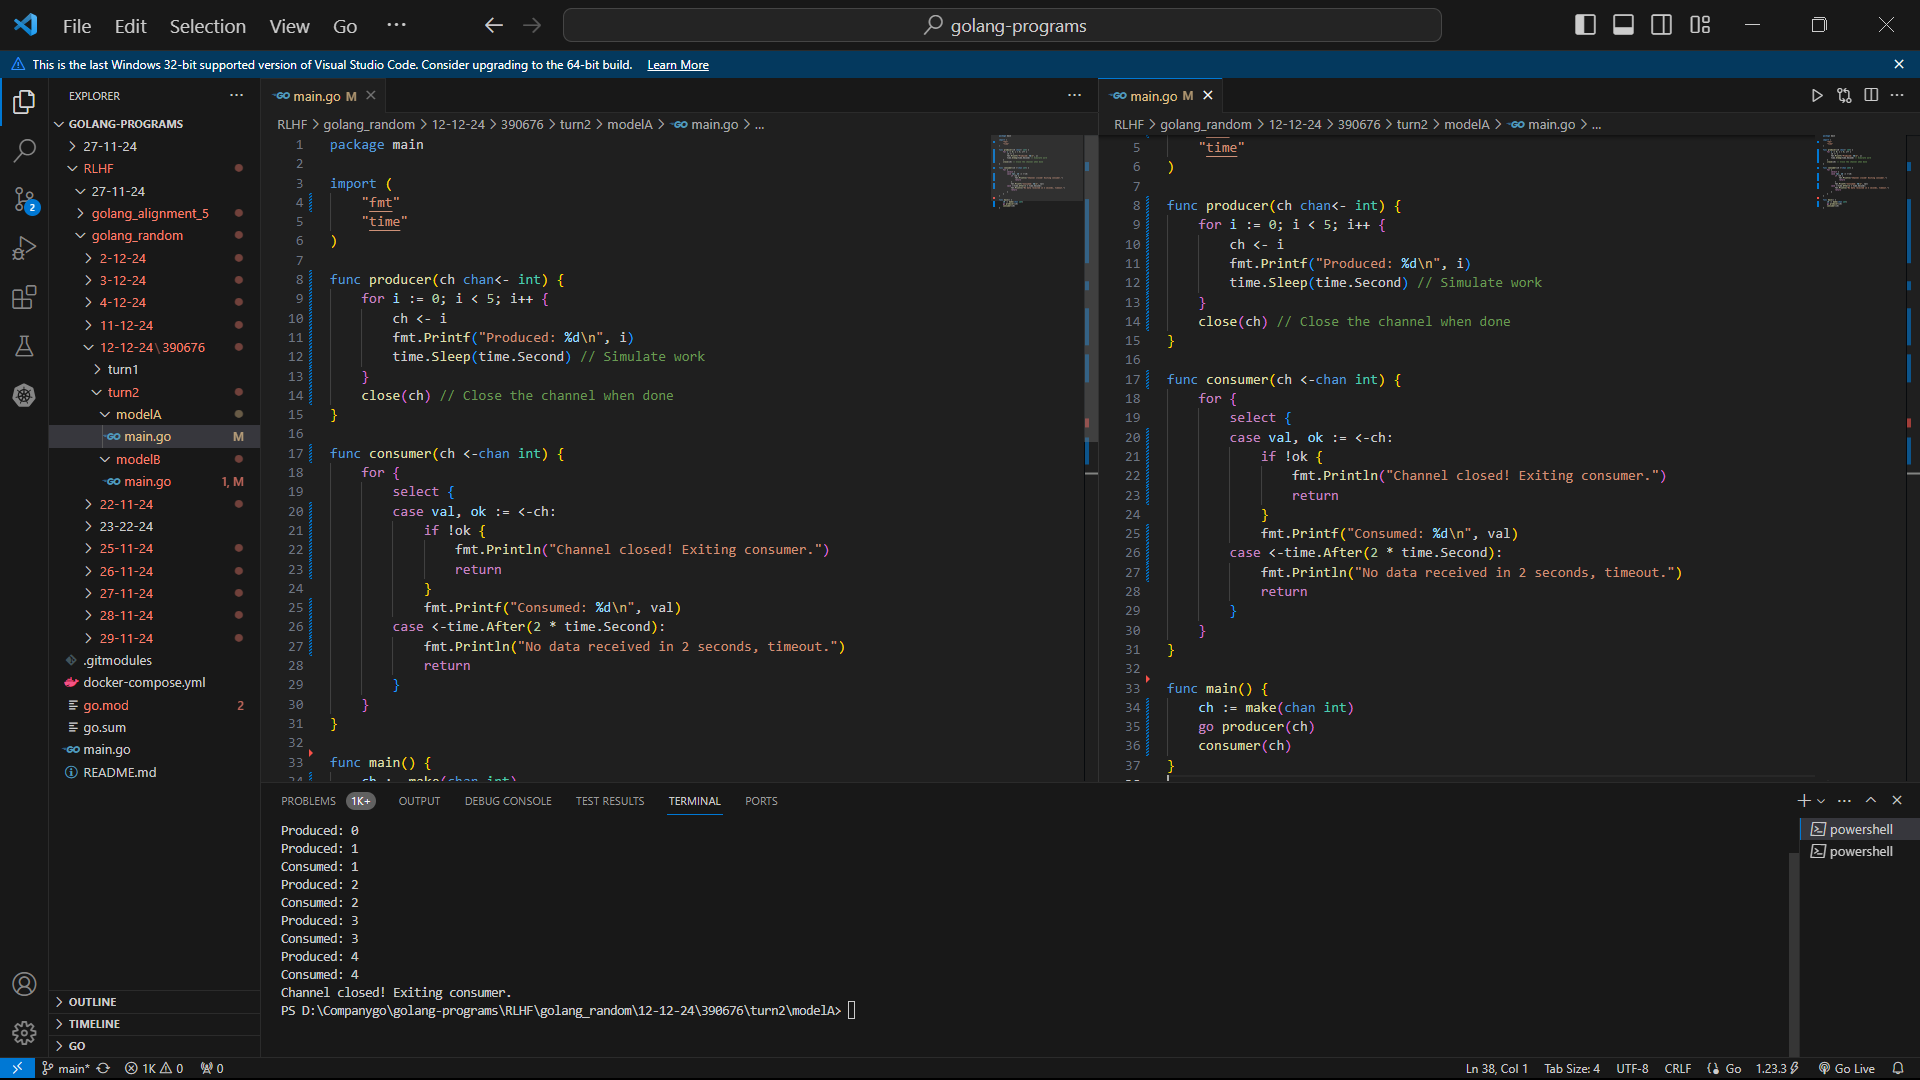 File Edit Selection View Go ···
golang-programs
This is the last Windows 32-bit supported version of Visual Studio Code. Consider upgrading to the 64-bit build. Learn More
EXPLORER
GOLANG-PROGRAMS
27-11-24
RLHF
27-11-24
golang_alignment_5
golang_random
2-12-24
3-12-24
4-12-24
11-12-24
12-12-24\390676
turn1
turn2
modelA
main.go M
modelB
main.go 1, M
22-11-24
23-22-24
25-11-24
26-11-24
27-11-24
28-11-24
29-11-24
.gitmodules
docker-compose.yml
go.mod 2
go.sum
main.go
README.md
OUTLINE
TIMELINE
GO
2
main.go M
RLHF > golang_random > 12-12-24 > 390676 > turn2 > modelA > main.go > ...
1 package main
2
3 import (
4 "fmt"
5 "time"
6 )
7
8 func producer(ch chan<- int) {
9 for i := 0; i < 5; i++ {
10 ch <- i
11 fmt.Printf("Produced: %d\n", i)
12 time.Sleep(time.Second) // Simulate work
13 }
14 close(ch) // Close the channel when done
15 }
16
17 func consumer(ch <-chan int) {
18 for {
19 select {
20 case val, ok := <-ch:
21 if !ok {
22 fmt.Println("Channel closed! Exiting consumer.")
23 return
24 }
25 fmt.Printf("Consumed: %d\n", val)
26 case <-time.After(2 * time.Second):
27 fmt.Println("No data received in 2 seconds, timeout.")
28 return
29 }
30 }
31 }
32
33 func main() {
34 ch := make(chan int)
main.go M
RLHF > golang_random > 12-12-24 > 390676 > turn2 > modelA > main.go > ...
5 "time"
6 )
7
8 func producer(ch chan<- int) {
9 for i := 0; i < 5; i++ {
10 ch <- i
11 fmt.Printf("Produced: %d\n", i)
12 time.Sleep(time.Second) // Simulate work
13 }
14 close(ch) // Close the channel when done
15 }
16
17 func consumer(ch <-chan int) {
18 for {
19 select {
20 case val, ok := <-ch:
21 if !ok {
22 fmt.Println("Channel closed! Exiting consumer.")
23 return
24 }
25 fmt.Printf("Consumed: %d\n", val)
26 case <-time.After(2 * time.Second):
27 fmt.Println("No data received in 2 seconds, timeout.")
28 return
29 }
30 }
31 }
32
33 func main() {
34 ch := make(chan int)
35 go producer(ch)
36 consumer(ch)
37 }
PROBLEMS 1K+ OUTPUT DEBUG CONSOLE TEST RESULTS TERMINAL PORTS
Produced: 0
Produced: 1
Consumed: 1
Produced: 2
Consumed: 2
Produced: 3
Consumed: 3
Produced: 4
Consumed: 4
Channel closed! Exiting consumer.
PS D:\Companygo\golang-programs\RLHF\golang_random\12-12-24\390676\turn2\modelA>
powershell
powershell
main* 1K 0 0 Ln 38, Col 1 Tab Size: 4 UTF-8 CRLF Go 1.23.3 Go Live